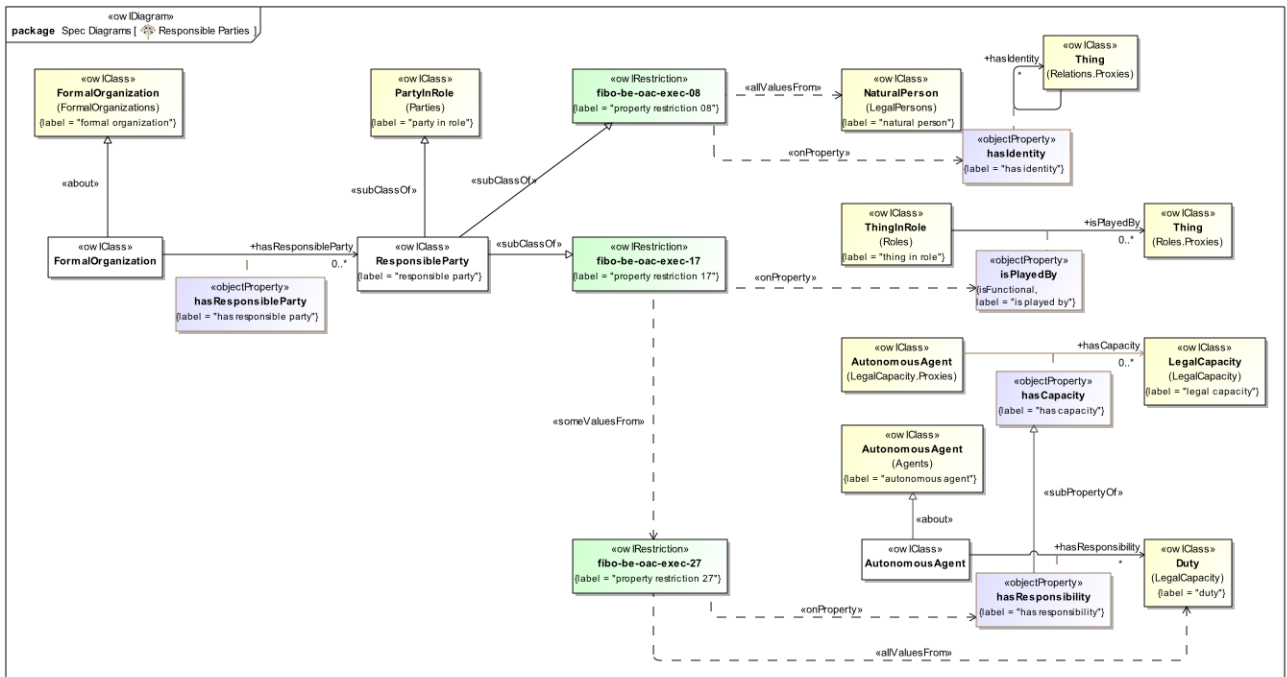 «owlDiagram»
package Spec Diagrams [ Responsible Parties ]
«owlClass»
FormalOrganization
(FormalOrganizations)
{label = "formal organization"}
«owlClass»
PartyInRole
(Parties)
{label = "party in role"}
«owlRestriction»
fibo-be-oac-exec-08
{label = "property restriction 08"}
«allValuesFrom»
«owlClass»
NaturalPerson
(LegalPersons)
{label = "natural person"}
+hasIdentity
*
«owlClass»
Thing
(Relations.Proxies)
«onProperty»
«objectProperty»
hasIdentity
{label = "has identity"}
«about»
«subClassOf»
«subClassOf»
«owlClass»
FormalOrganization
+hasResponsibleParty
0..*
«objectProperty»
hasResponsibleParty
{label = "has responsible party"}
«owlClass»
ResponsibleParty
{label = "responsible party"}
«subClassOf»
«owlRestriction»
fibo-be-oac-exec-17
{label = "property restriction 17"}
«onProperty»
«owlClass»
ThingInRole
(Roles)
{label = "thing in role"}
+isPlayedBy
0..*
«owlClass»
Thing
(Roles.Proxies)
«objectProperty»
isPlayedBy
{isFunctional,
label = "is played by"}
«owlClass»
AutonomousAgent
(LegalCapacity.Proxies)
+hasCapacity
0..*
«owlClass»
LegalCapacity
(LegalCapacity)
{label = "legal capacity"}
«objectProperty»
hasCapacity
{label = "has capacity"}
«someValuesFrom»
«owlClass»
AutonomousAgent
(Agents)
{label = "autonomous agent"}
«subPropertyOf»
«about»
«owlRestriction»
fibo-be-oac-exec-27
{label = "property restriction 27"}
«owlClass»
AutonomousAgent
+hasResponsibility
*
«owlClass»
Duty
(LegalCapacity)
{label = "duty"}
«onProperty»
«objectProperty»
hasResponsibility
{label = "has responsibility"}
«allValuesFrom»